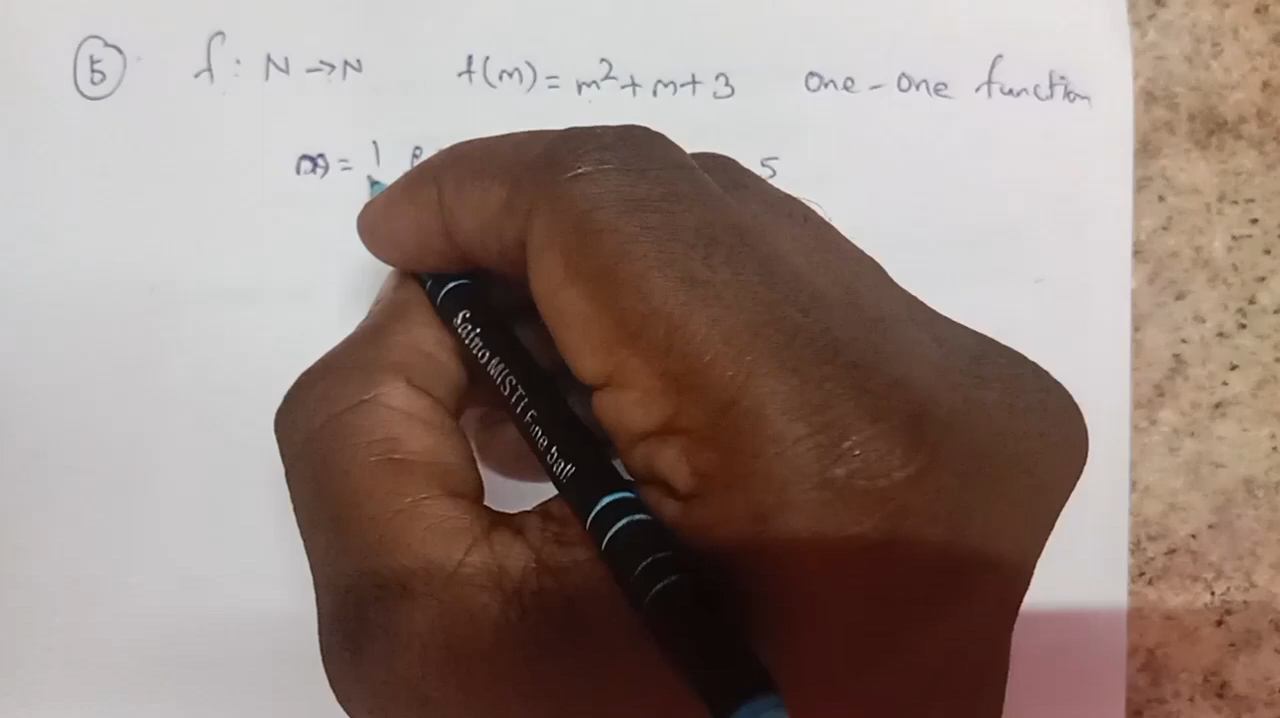 5 f : N → N f(m) = m² + m + 3 one - one function
= 1 5
Saino MISTI Fine ball